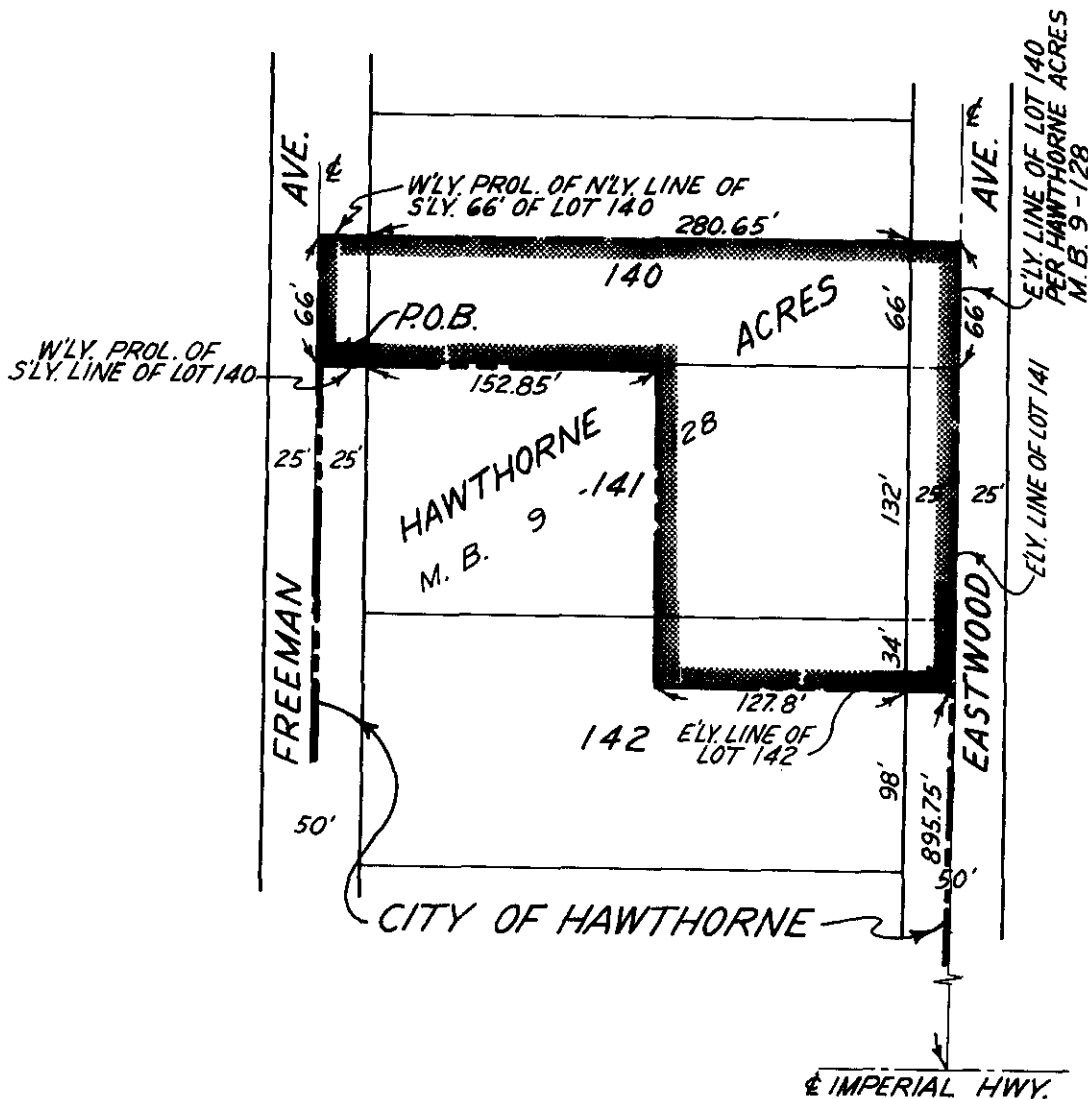 AVE.
℄
W'LY. PROL. OF N'LY. LINE OF
S'LY. 66' OF LOT 140
280.65'
℄
AVE.
E'LY. LINE OF LOT 140
PER HAWTHORNE ACRES
M. B. 9 - 128
140
ACRES
66'
66'
66'
P.O.B.
W'LY. PROL. OF
S'LY. LINE OF LOT 140
152.85'
E'LY. LINE OF LOT 141
HAWTHORNE
28
-141
M. B. 9
25'
25'
132'
25'
25'
FREEMAN
EASTWOOD
34'
127.8'
142
E'LY. LINE OF
LOT 142
98'
895.75'
50'
50'
CITY OF HAWTHORNE
℄ IMPERIAL HWY.